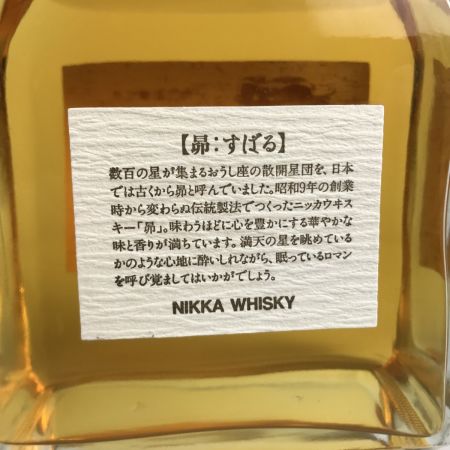 【昴：すばる】
数百の星が集まるおうし座の散開星団を、日本
では古くから昴と呼んでいました。昭和9年の創業
時から変わらぬ伝統製法でつくったニッカウヰス
キー「昴」。味わうほどに心を豊かにする華やかな
味と香りが満ちています。満天の星を眺めている
かのような心地に酔いしれながら、眠っているロマン
を呼び覚ましてはいかがでしょう。
NIKKA WHISKY